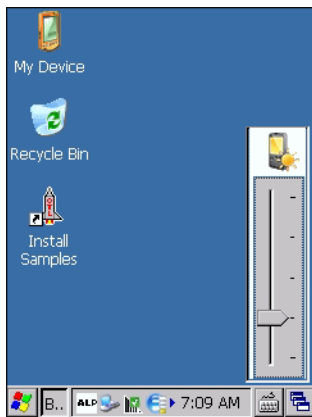 My Device
Recycle Bin
Install
Samples
B..
ALP
7:09 AM